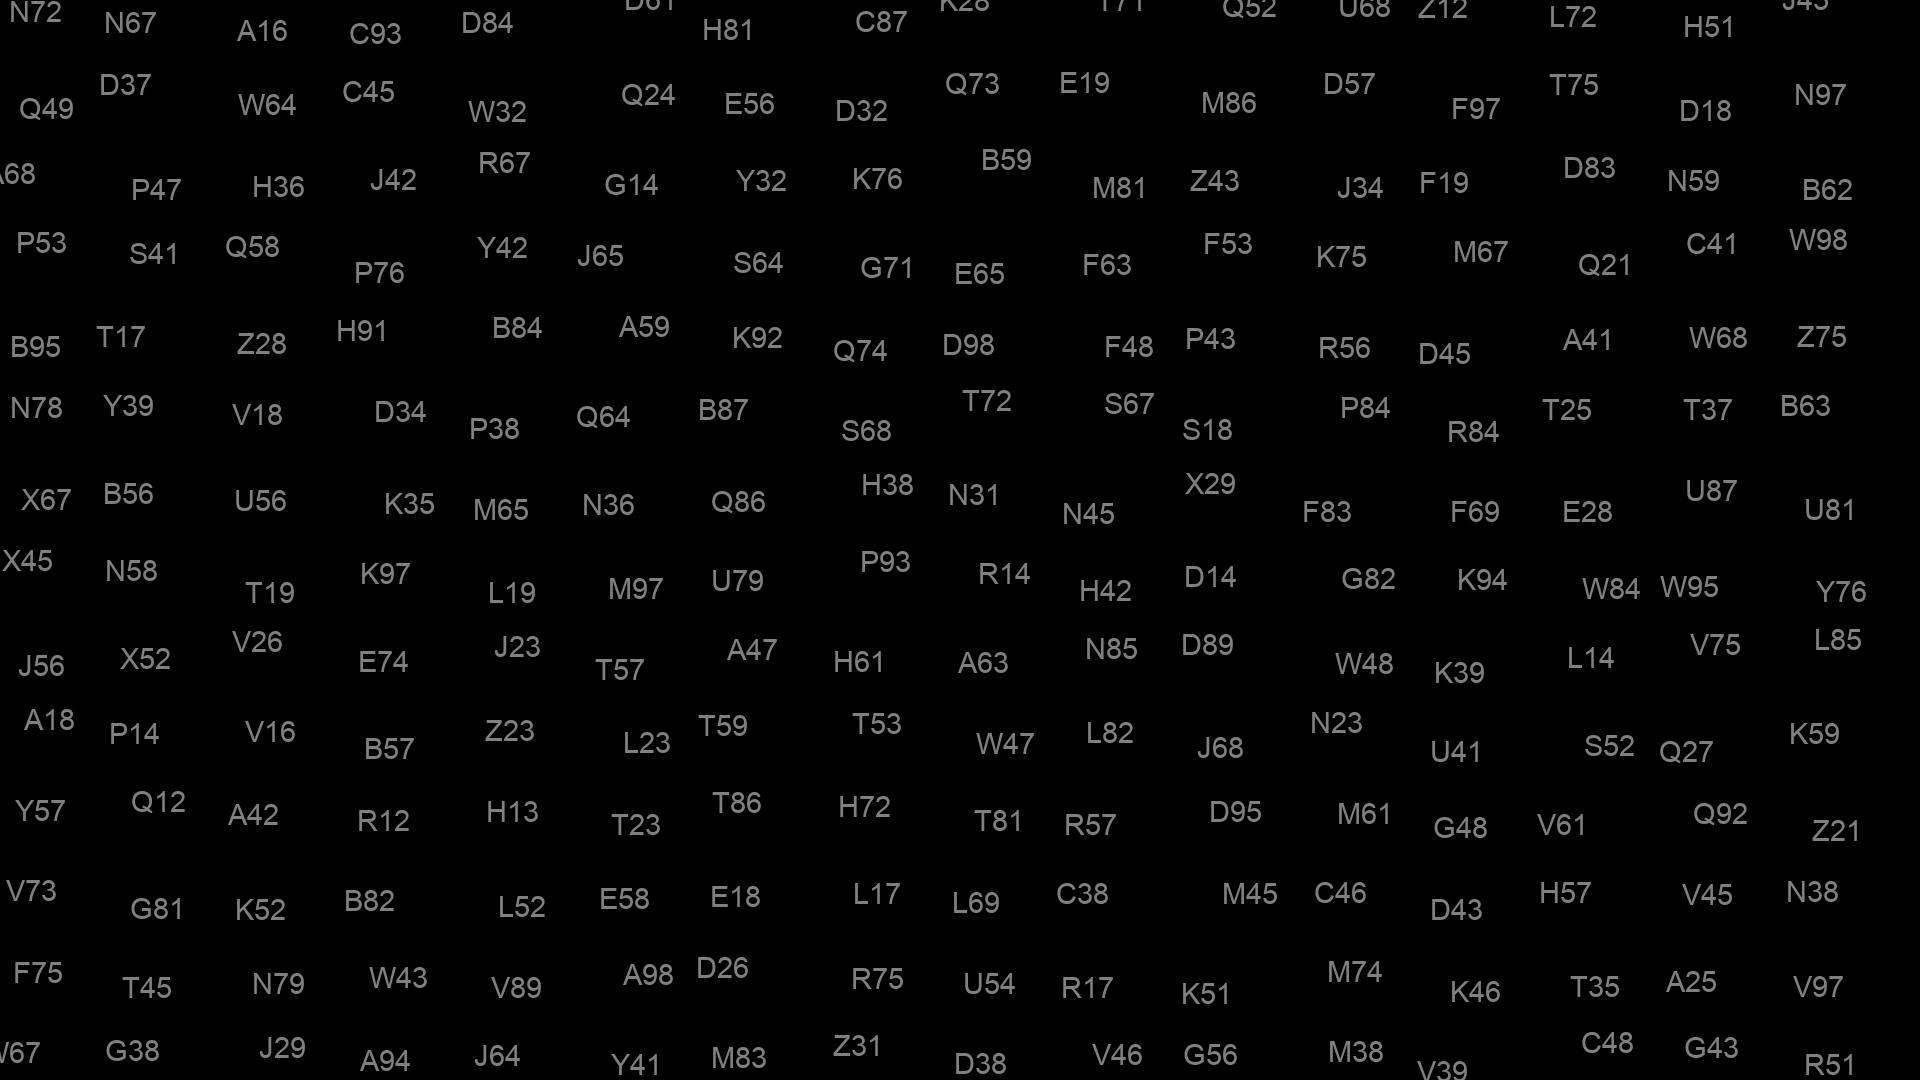 N72 N67 A16 C93 D84 D61 H81 C87 K28 T71 Q52 U68 Z12 L72 H51 J45
Q49 D37 W64 C45 W32 Q24 E56 D32 Q73 E19 M86 D57 F97 T75 D18 N97
A68 P47 H36 J42 R67 G14 Y32 K76 B59 M81 Z43 J34 F19 D83 N59 B62
P53 S41 Q58 P76 Y42 J65 S64 G71 E65 F63 F53 K75 M67 Q21 C41 W98
B95 T17 Z28 H91 B84 A59 K92 Q74 D98 F48 P43 R56 D45 A41 W68 Z75
N78 Y39 V18 D34 P38 Q64 B87 S68 T72 S67 S18 P84 R84 T25 T37 B63
X67 B56 U56 K35 M65 N36 Q86 H38 N31 N45 X29 F83 F69 E28 U87 U81
X45 N58 T19 K97 L19 M97 U79 P93 R14 H42 D14 G82 K94 W84 W95 Y76
J56 X52 V26 E74 J23 T57 A47 H61 A63 N85 D89 W48 K39 L14 V75 L85
A18 P14 V16 B57 Z23 L23 T59 T53 W47 L82 J68 N23 U41 S52 Q27 K59
Y57 Q12 A42 R12 H13 T23 T86 H72 T81 R57 D95 M61 G48 V61 Q92 Z21
V73 G81 K52 B82 L52 E58 E18 L17 L69 C38 M45 C46 D43 H57 V45 N38
F75 T45 N79 W43 V89 A98 D26 R75 U54 R17 K51 M74 K46 T35 A25 V97
W67 G38 J29 A94 J64 Y41 M83 Z31 D38 V46 G56 M38 V39 C48 G43 R51